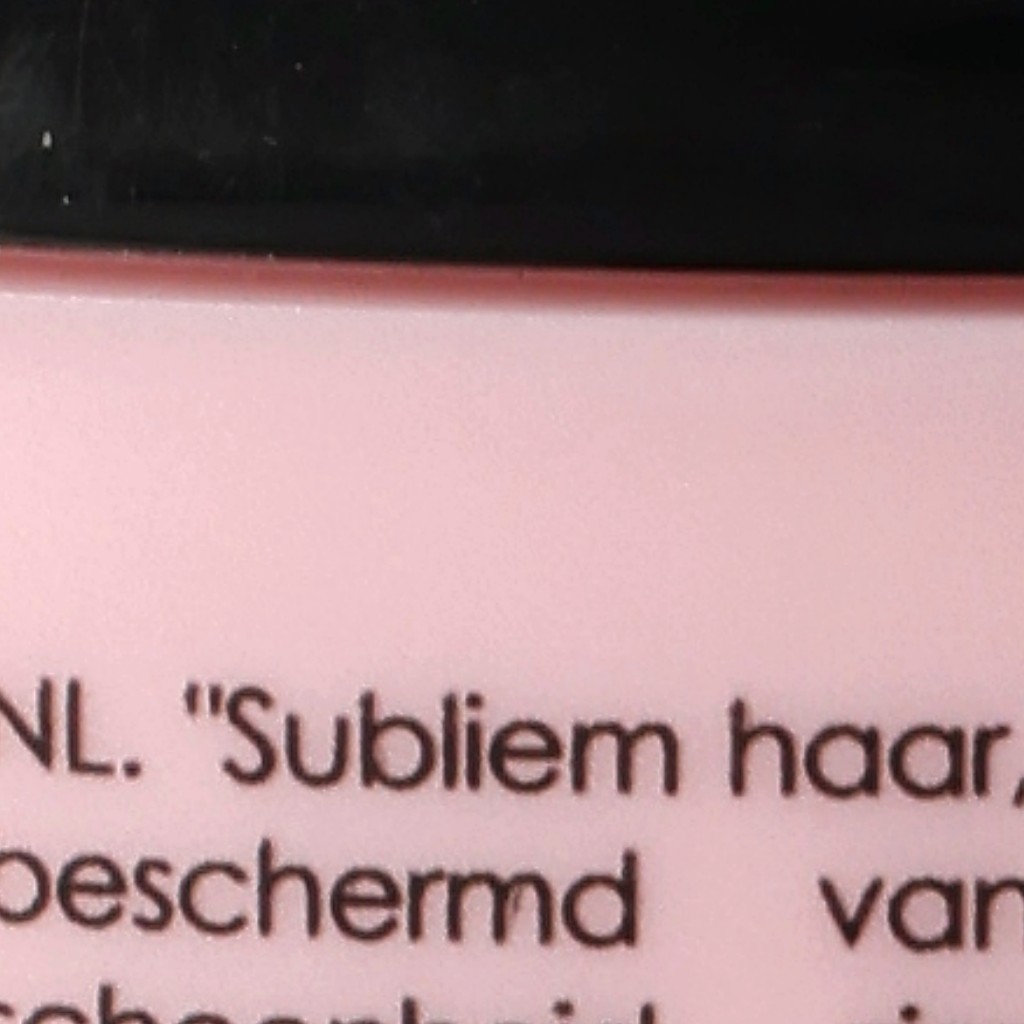 NL. "Subliem haar,
beschermd van